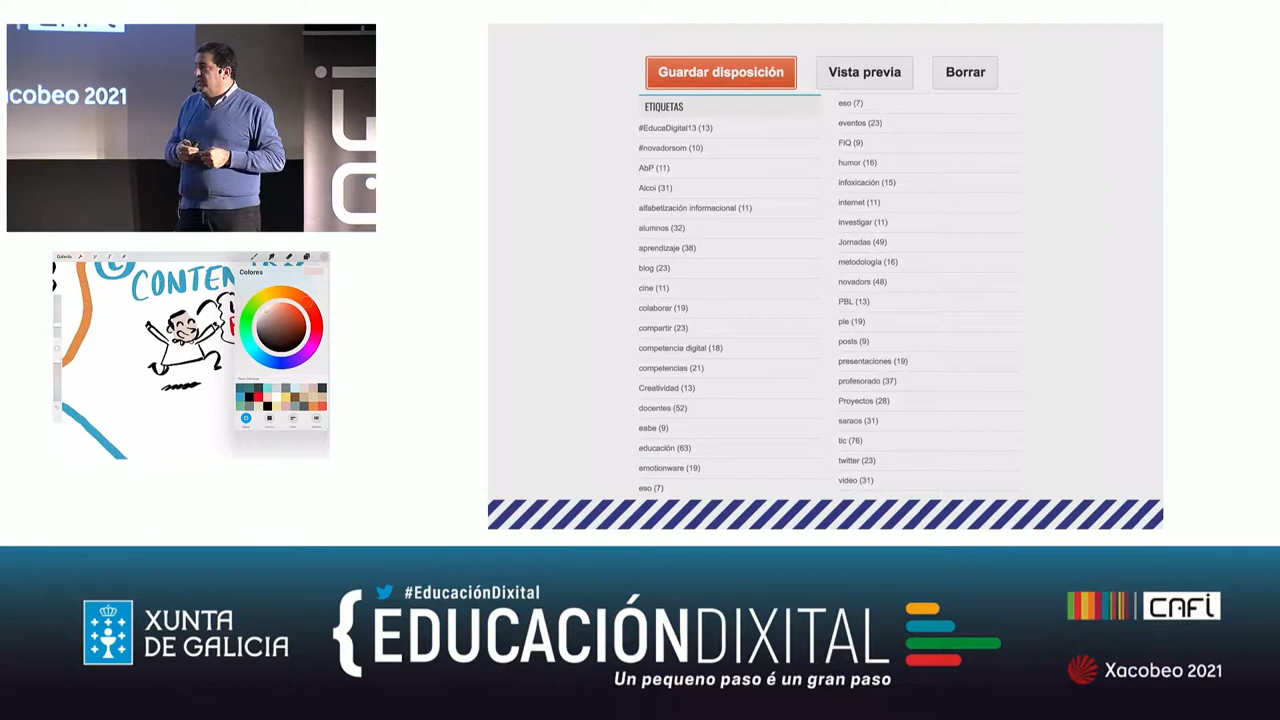 acobeo 2021
Galería
CONTEN
Colores
Guardar disposición
Vista previa
Borrar
ETIQUETAS
#EducaDigital13 (13)
#novadorsom (10)
AbP (11)
Alcoi (31)
alfabetización informacional (11)
alumnos (32)
aprendizaje (38)
blog (23)
cine (11)
colaborar (19)
compartir (23)
competencia digital (18)
competencias (21)
Creatividad (13)
docentes (52)
eabe (9)
educación (63)
emotionware (19)
eso (7)
eso (7)
eventos (23)
FIQ (9)
humor (16)
infoxicación (15)
internet (11)
investigar (11)
Jornadas (49)
metodología (16)
novadors (48)
PBL (13)
ple (19)
posts (9)
presentaciones (19)
profesorado (37)
Proyectos (28)
saraos (31)
tic (76)
twitter (23)
video (31)
XUNTA
DE GALICIA
#EducaciónDixital
{EDUCACIÓNDIXITAL
Un pequeno paso é un gran paso
CAFi
Xacobeo 2021